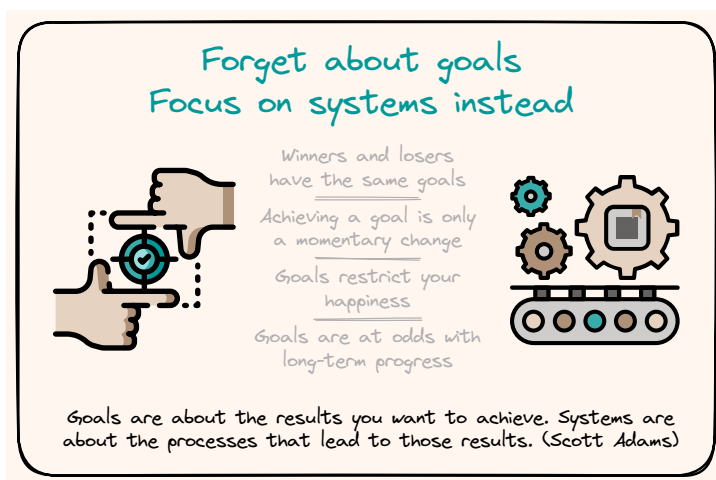 Forget about goals
Focus on systems instead
Winners and losers
have the same goals
Achieving a goal is only
a momentary change
Goals restrict your
happiness
Goals are at odds with
long-term progress
Goals are about the results you want to achieve. Systems are
about the processes that lead to those results. (Scott Adams)